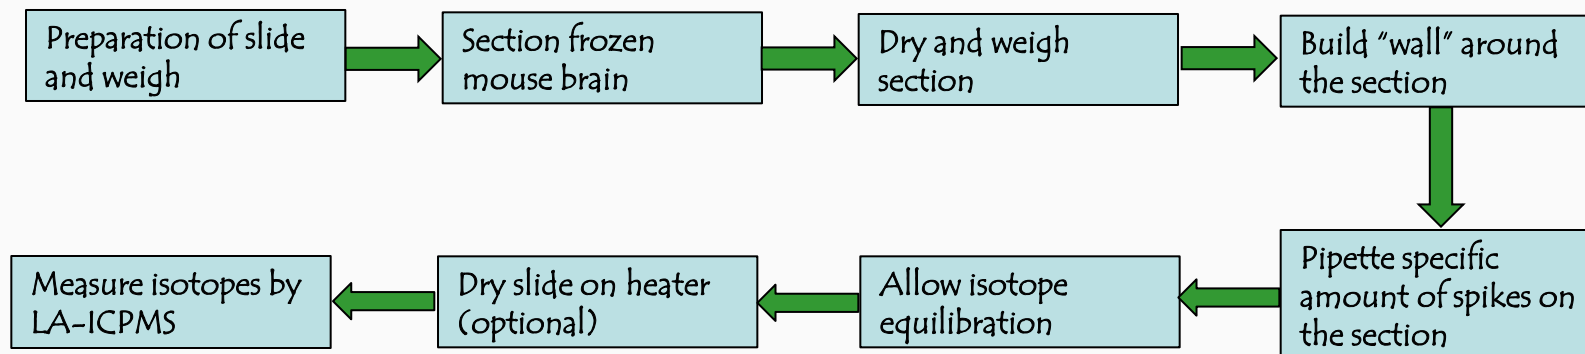 Preparation of slide
and weigh
Section frozen
mouse brain
Dry and weigh
section
Build “wall” around
the section
Pipette specific
amount of spikes on
the section
Allow isotope
equilibration
Dry slide on heater
(optional)
Measure isotopes by
LA-ICPMS